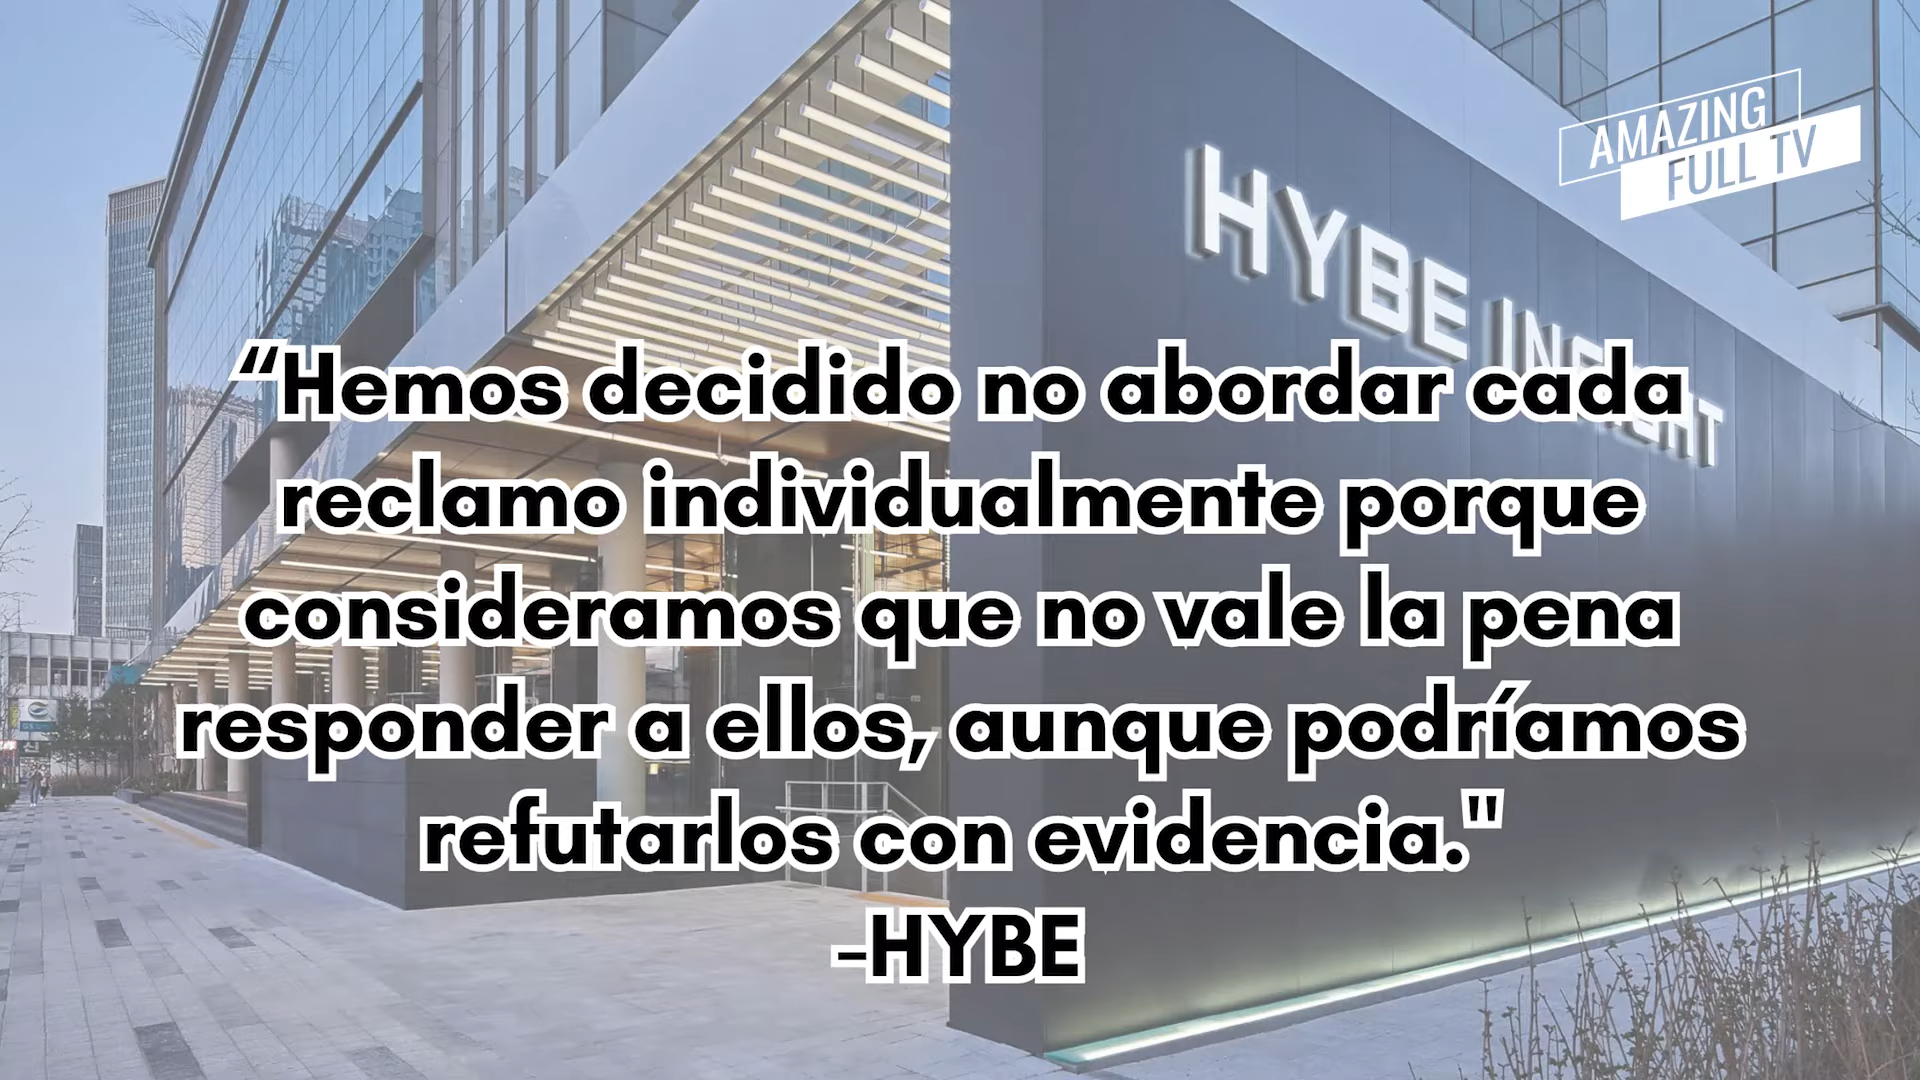 AMAZING
FULL TV
HYBE INSIGHT
“Hemos decidido no abordar cada
reclamo individualmente porque
consideramos que no vale la pena
responder a ellos, aunque podríamos
refutarlos con evidencia."
-HYBE